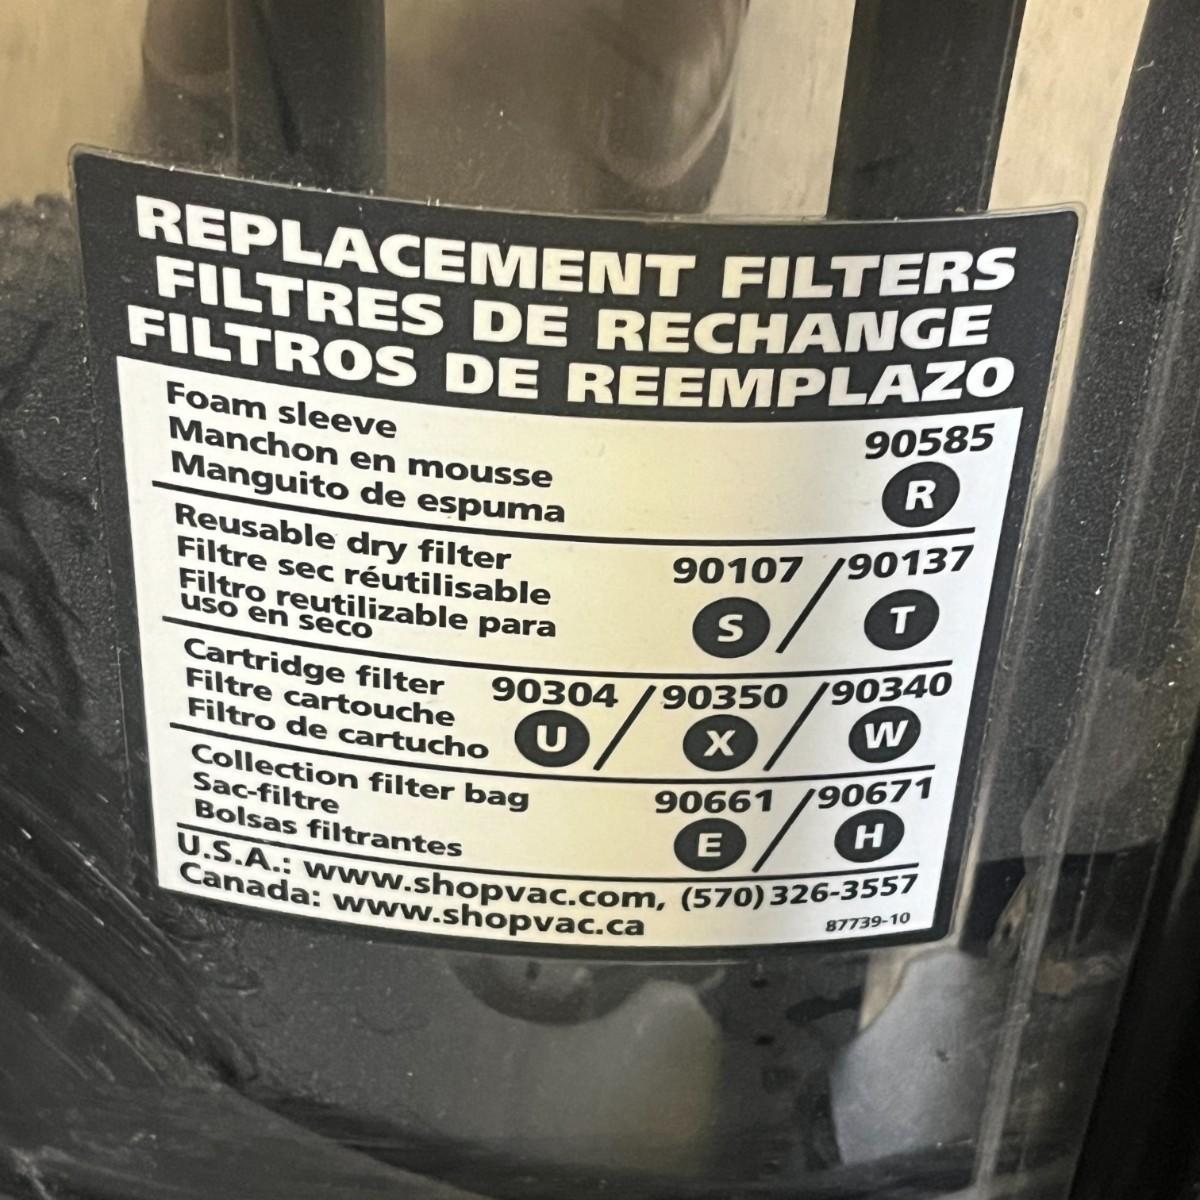 REPLACEMENT FILTERS
FILTRES DE RECHANGE
FILTROS DE REEMPLAZO
Foam sleeve 90585
Manchon en mousse R
Manguito de espuma
Reusable dry filter 90107 / 90137
Filtre sec réutilisable S T
Filtro reutilizable para
uso en seco
Cartridge filter 90304 / 90350 / 90340
Filtre cartouche U X W
Filtro de cartucho
Collection filter bag 90661 / 90671
Sac-filtre E H
Bolsas filtrantes
U.S.A.: www.shopvac.com, (570) 326-3557
Canada: www.shopvac.ca 87739-10